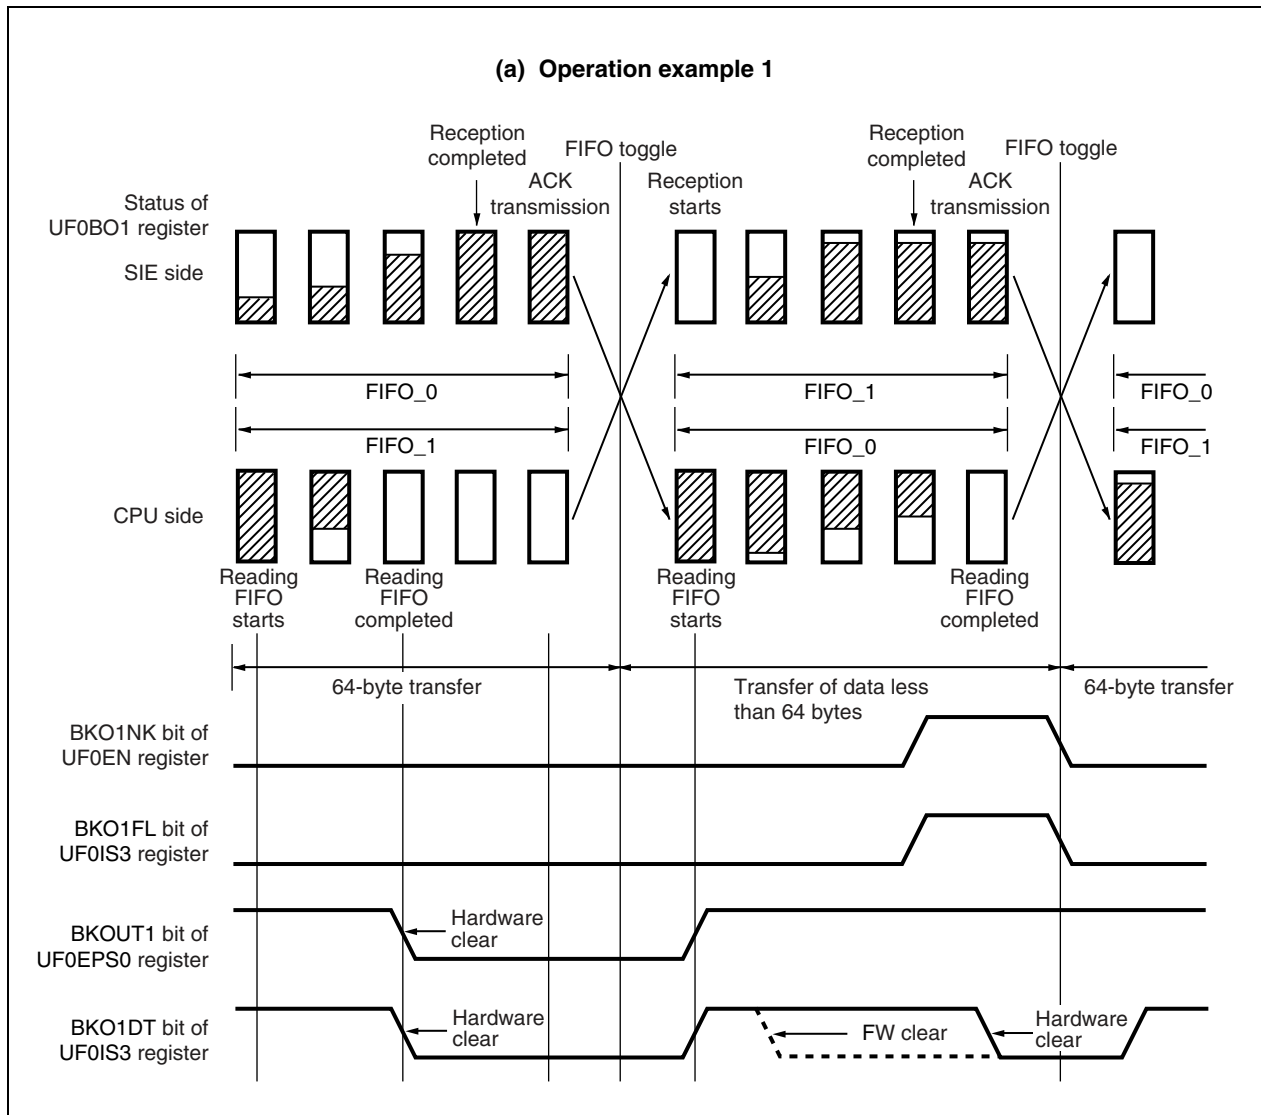 (a) Operation example 1
Reception
completed
FIFO toggle
Reception
completed
FIFO toggle
Status of
UF0BO1 register
SIE side
ACK
transmission
Reception
starts
ACK
transmission
FIFO_0
FIFO_1
FIFO_0
FIFO_1
FIFO_0
FIFO_1
CPU side
Reading
FIFO
starts
Reading
FIFO
completed
Reading
FIFO
starts
Reading
FIFO
completed
64-byte transfer
Transfer of data less
than 64 bytes
64-byte transfer
BKO1NK bit of
UF0EN register
BKO1FL bit of
UF0IS3 register
BKOUT1 bit of
UF0EPS0 register
Hardware
clear
BKO1DT bit of
UF0IS3 register
Hardware
clear
FW clear
Hardware
clear